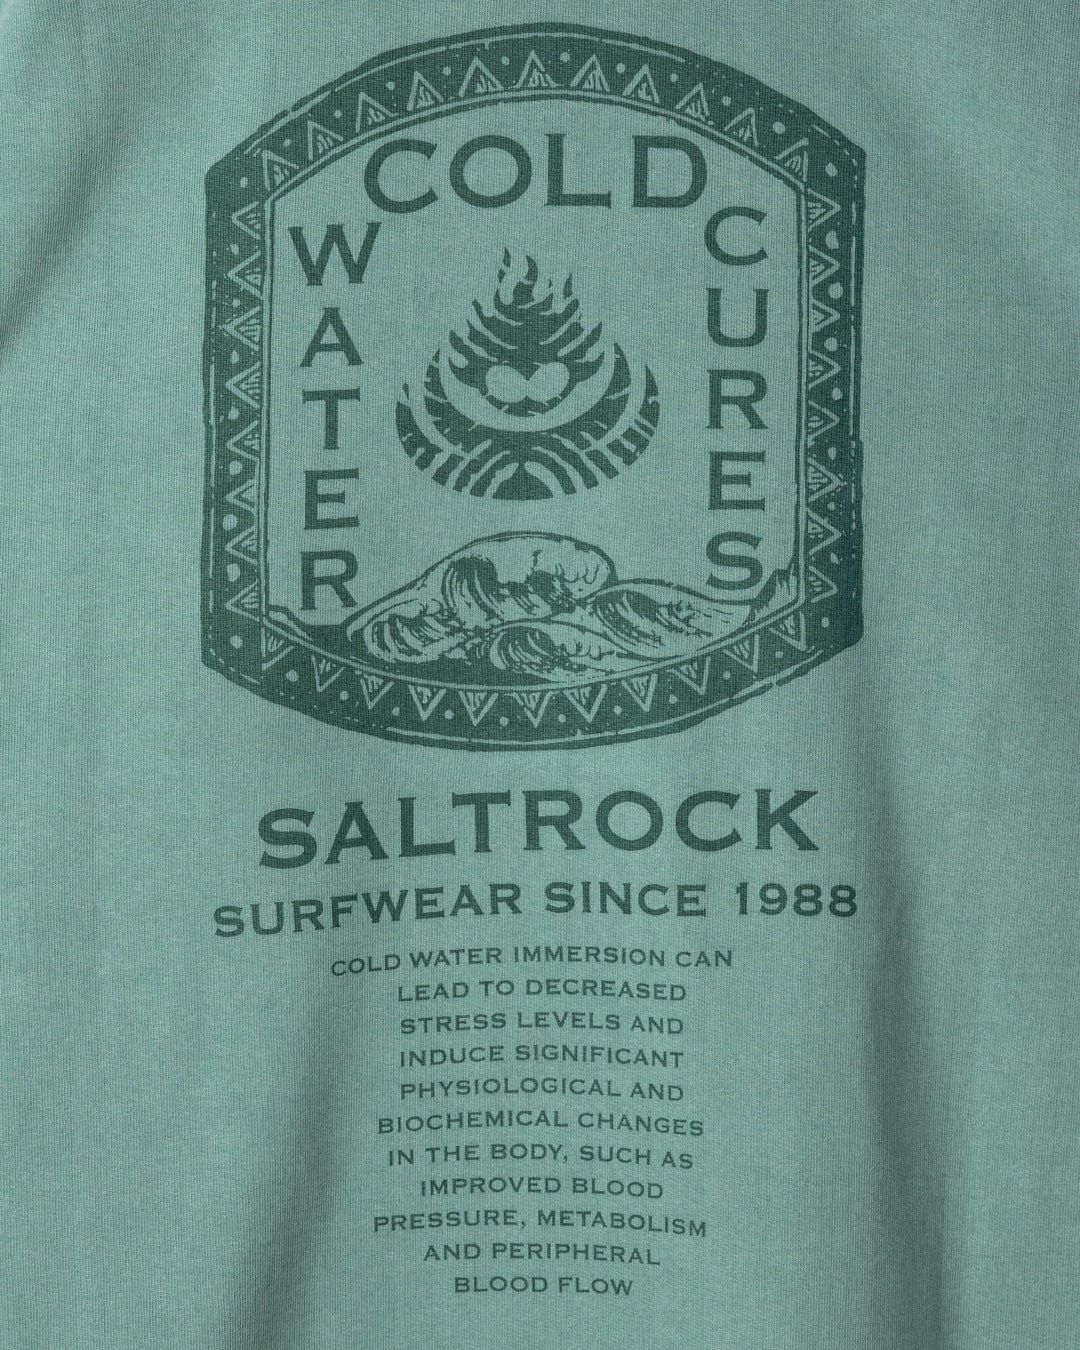 COLD
WATER
CURES
SALTROCK
SURFWEAR SINCE 1988
COLD WATER IMMERSION CAN
LEAD TO DECREASED
STRESS LEVELS AND
INDUCE SIGNIFICANT
PHYSIOLOGICAL AND
BIOCHEMICAL CHANGES
IN THE BODY, SUCH AS
IMPROVED BLOOD
PRESSURE, METABOLISM
AND PERIPHERAL
BLOOD FLOW